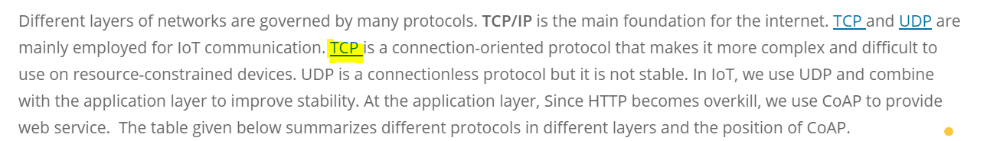 Different layers of networks are governed by many protocols. TCP/IP is the main foundation for the internet. TCP and UDP are
mainly employed for IoT communication. TCP is a connection-oriented protocol that makes it more complex and difficult to
use on resource-constrained devices. UDP is a connectionless protocol but it is not stable. In IoT, we use UDP and combine
with the application layer to improve stability. At the application layer, Since HTTP becomes overkill, we use CoAP to provide
web service.  The table given below summarizes different protocols in different layers and the position of CoAP.